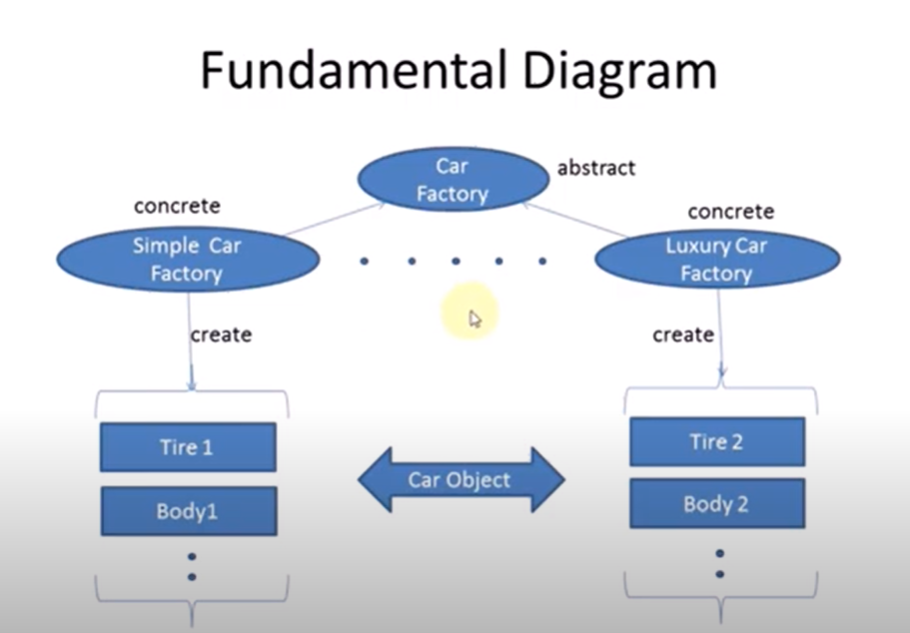 Fundamental Diagram
Car
Factory
abstract
concrete
concrete
Simple Car
Factory
Luxury Car
Factory
create
create
Tire 1
Tire 2
Car Object
Body1
Body 2